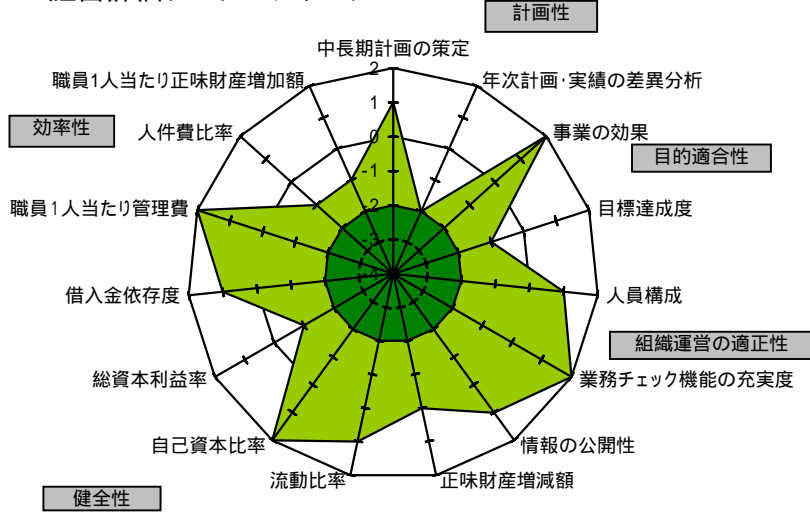 計画性
中長期計画の策定
職員1人当たり正味財産増加額
年次計画・実績の差異分析
効率性
人件費比率
事業の効果
目的適合性
職員1人当たり管理費
目標達成度
借入金依存度
人員構成
組織運営の適正性
総資本利益率
業務チェック機能の充実度
自己資本比率
情報の公開性
流動比率
正味財産増減額
健全性
2
1
0
-1
-2
-3
-4